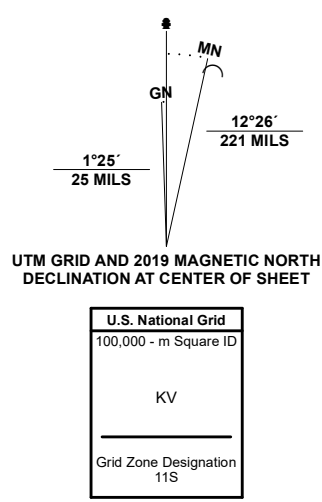 MN
GN
12°26´
221 MILS
1°25´
25 MILS
UTM GRID AND 2019 MAGNETIC NORTH
DECLINATION AT CENTER OF SHEET
U.S. National Grid
100,000 - m Square ID
KV
Grid Zone Designation
11S